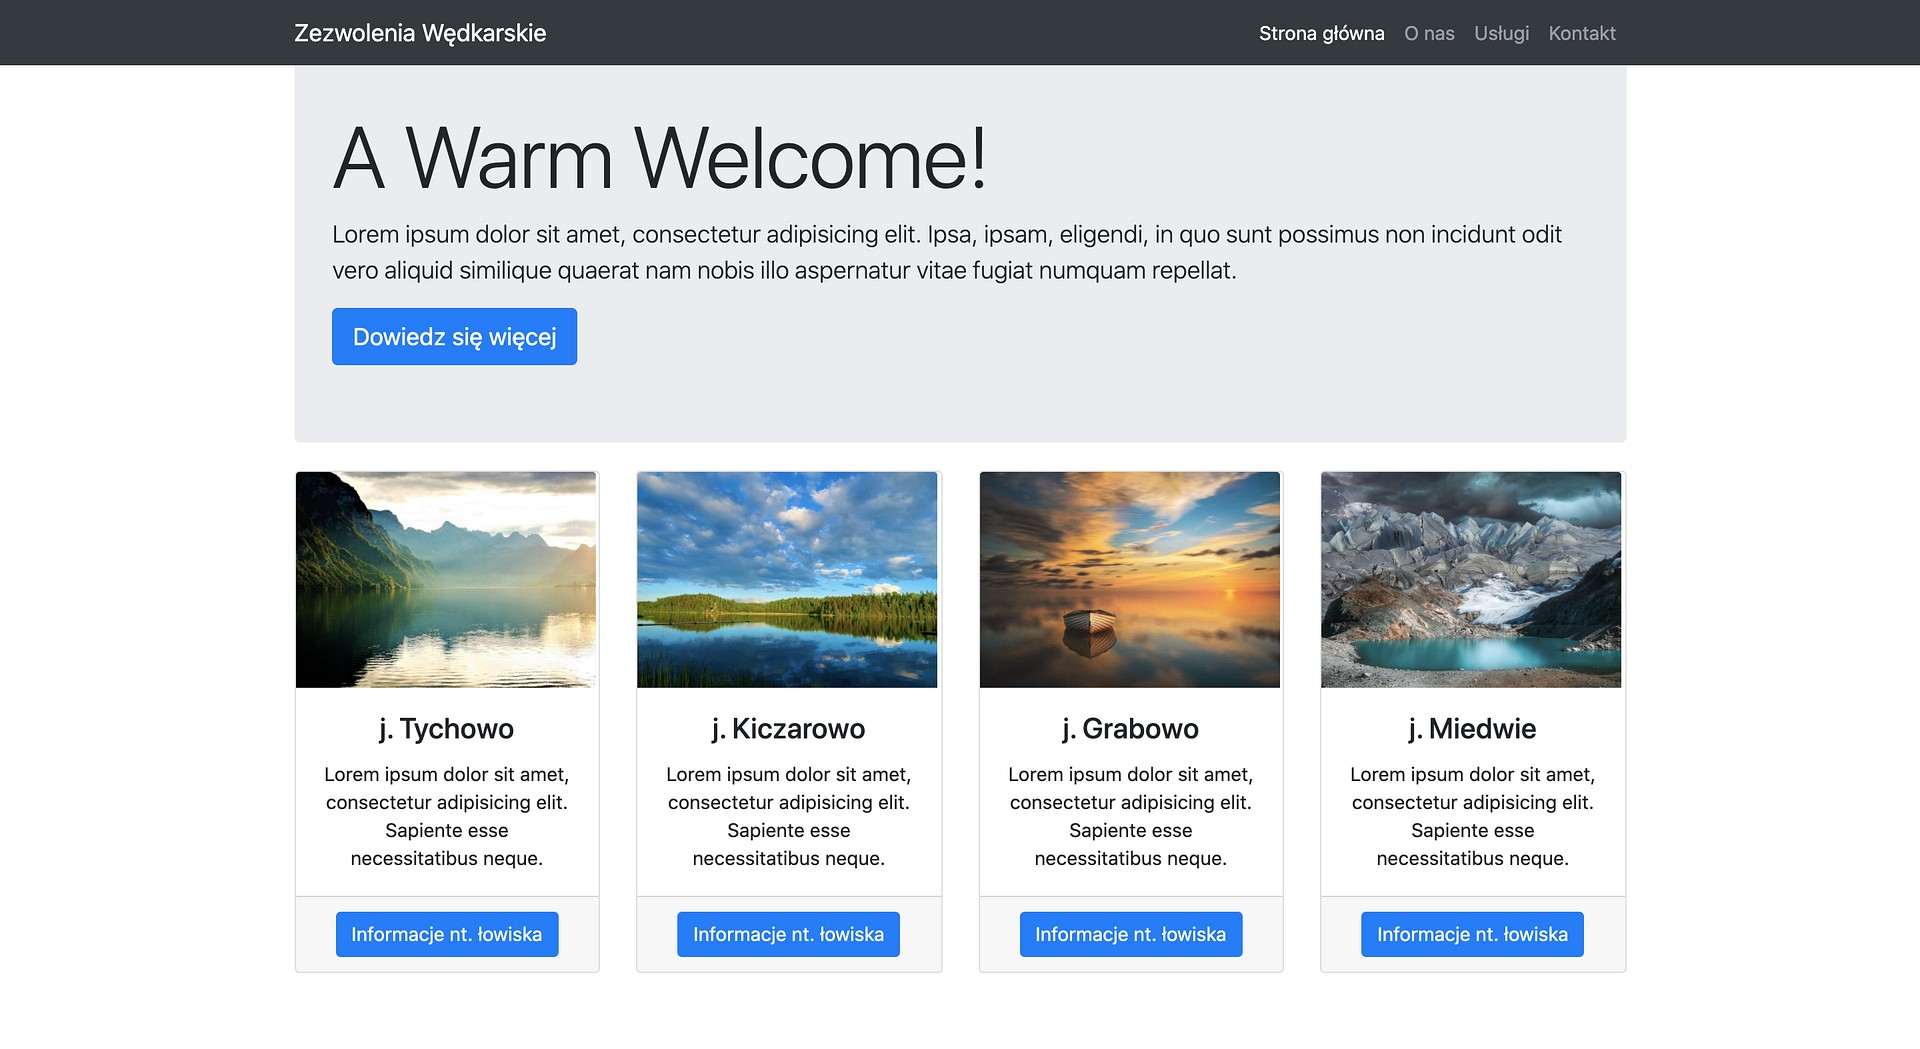 Zezwolenia Wędkarskie
Strona główna O nas Usługi Kontakt
A Warm Welcome!
Lorem ipsum dolor sit amet, consectetur adipisicing elit. Ipsa, ipsam, eligendi, in quo sunt possimus non incidunt odit
vero aliquid similique quaerat nam nobis illo aspernatur vitae fugiat numquam repellat.
Dowiedz się więcej
j. Tychowo
Lorem ipsum dolor sit amet,
consectetur adipisicing elit.
Sapiente esse
necessitatibus neque.
Informacje nt. łowiska
j. Kiczarowo
Lorem ipsum dolor sit amet,
consectetur adipisicing elit.
Sapiente esse
necessitatibus neque.
Informacje nt. łowiska
j. Grabowo
Lorem ipsum dolor sit amet,
consectetur adipisicing elit.
Sapiente esse
necessitatibus neque.
Informacje nt. łowiska
j. Miedwie
Lorem ipsum dolor sit amet,
consectetur adipisicing elit.
Sapiente esse
necessitatibus neque.
Informacje nt. łowiska